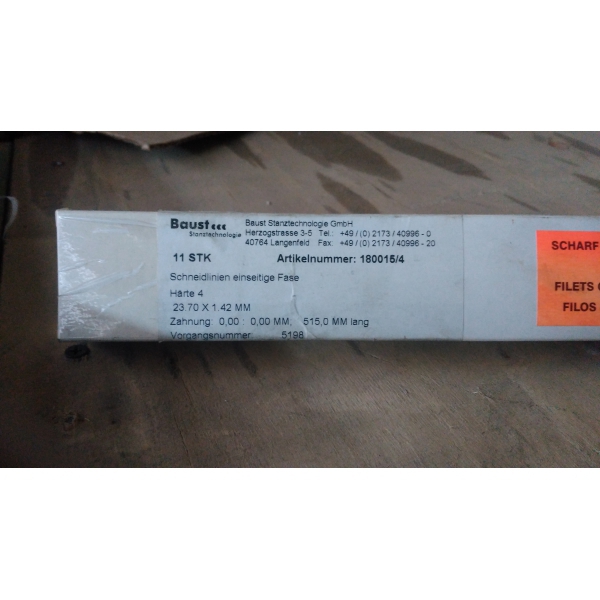 Baust
Stanztechnologie
Baust Stanztechnologie GmbH
Herzogstrasse 3-5 Tel.: +49 / (0) 2173 / 40996 - 0
40764 Langenfeld Fax: +49 / (0) 2173 / 40996 - 20
11 STK Artikelnummer: 180015/4
Schneidlinien einseitige Fase
Härte 4
23.70 X 1.42 MM
Zahnung: 0,00 : 0,00 MM; 515,0 MM lang
Vorgangsnummer: 5198
SCHARF
FILETS
FILOS